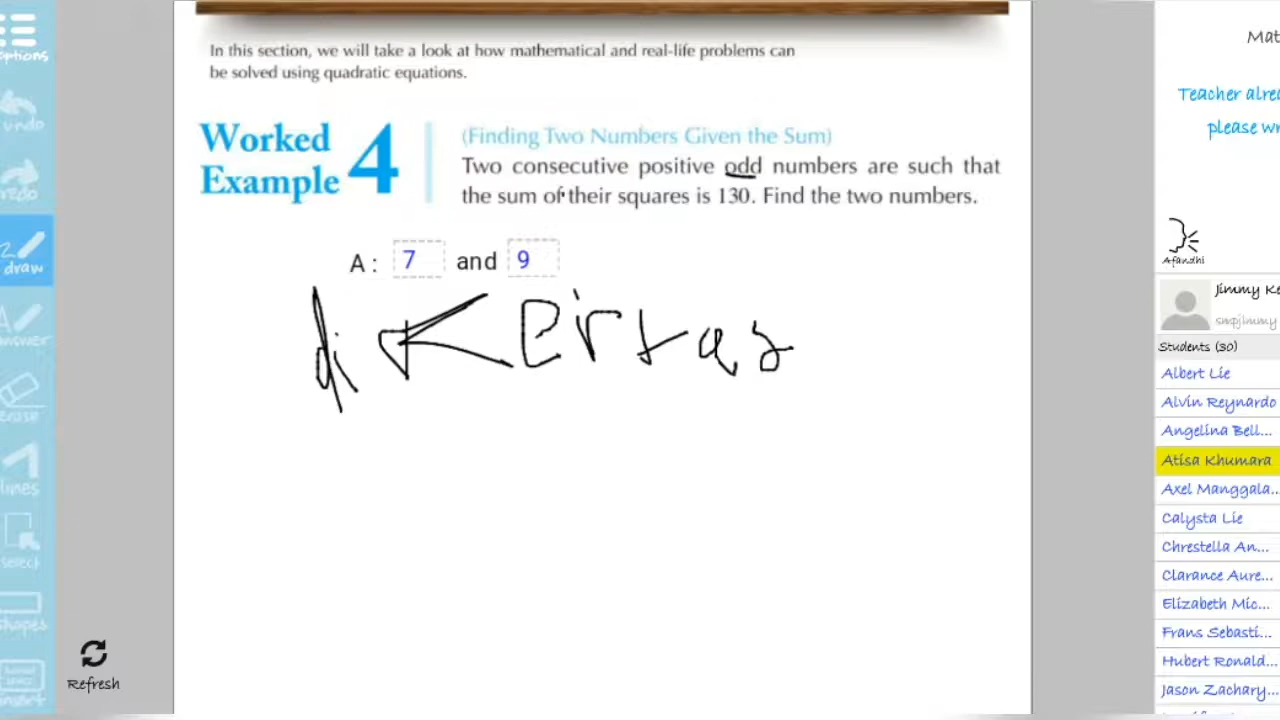 options
undo
redo
draw
Answer
Erase
lines
select
shapes
insert
Refresh
In this section, we will take a look at how mathematical and real-life problems can
be solved using quadratic equations.
Worked
Example 4
(Finding Two Numbers Given the Sum)
Two consecutive positive odd numbers are such that
the sum of their squares is 130. Find the two numbers.
A : 7 and 9
di Kertas
Mat
Teacher alrea
please wr
Afandhi
Jimmy Ke
smpjimmy
Students (30)
Albert Lie
Alvin Reynardo
Angelina Bell...
Atisa Khumara
Axel Manggala...
Calysta Lie
Chrestella An...
Clarance Aure...
Elizabeth Mic...
Frans Sebasti...
Hubert Ronald...
Jason Zachary...